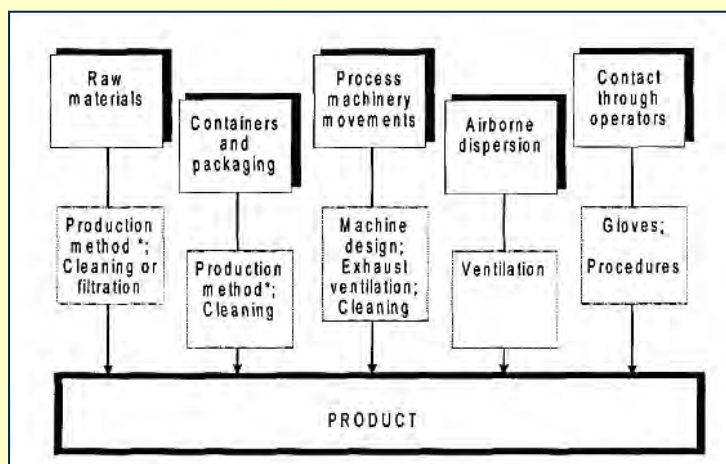 Raw
materials
Containers
and
packaging
Process
machinery
movements
Airborne
dispersion
Contact
through
operators
Production
method *;
Cleaning or
filtration
Production
method*;
Cleaning
Machine
design;
Exhaust
ventilation;
Cleaning
Ventilation
Gloves;
Procedures
PRODUCT